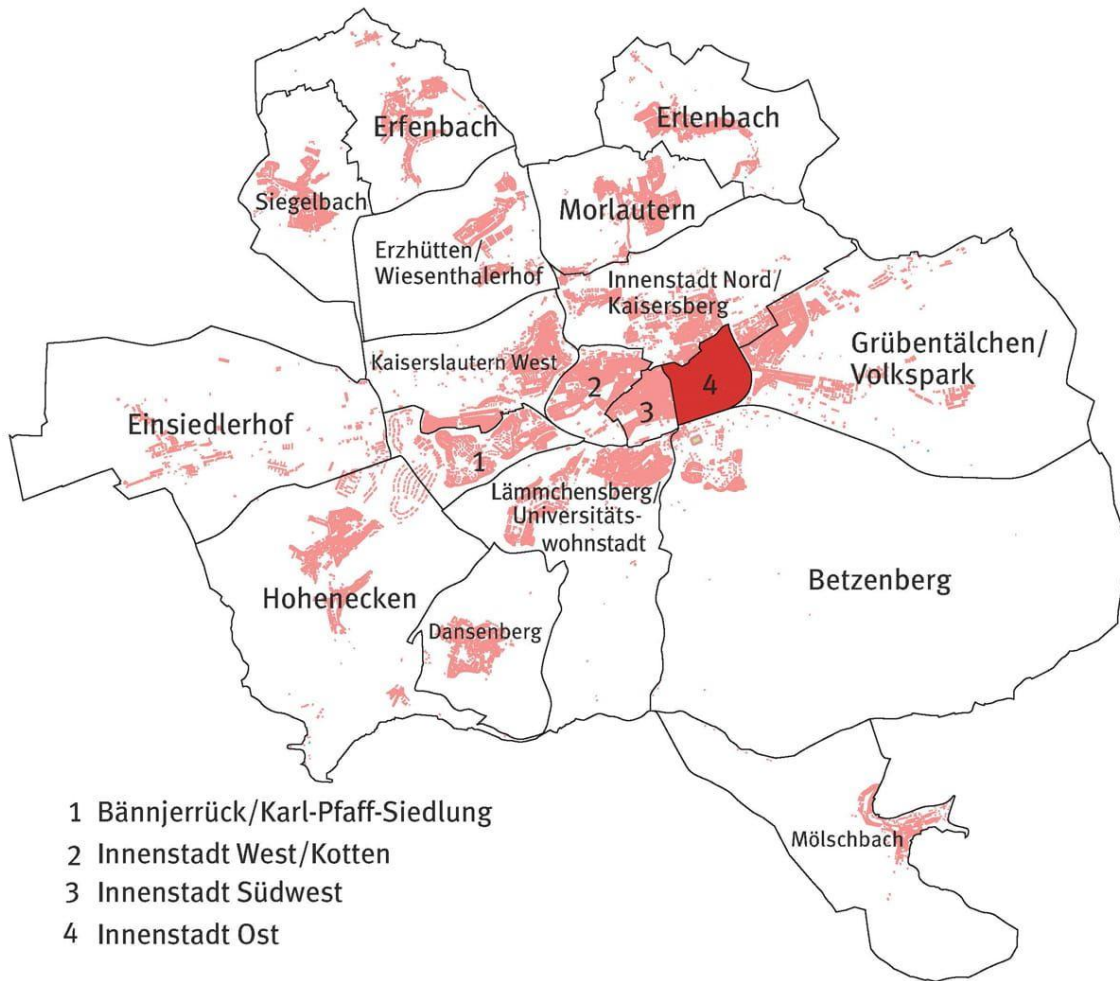 Erfenbach
Erlenbach
Siegelbach
Morlautern
Erzhütten/
Wiesenthalerhof
Innenstadt Nord/
Kaisersberg
Grübentälchen/
Volkspark
Kaiserslautern West
2
4
3
Einsiedlerhof
1
Lämmchensberg/
Universitäts-
wohnstadt
Betzenberg
Hohenecken
Dansenberg
Mölschbach
1 Bännjerrück/Karl-Pfaff-Siedlung
2 Innenstadt West/Kotten
3 Innenstadt Südwest
4 Innenstadt Ost